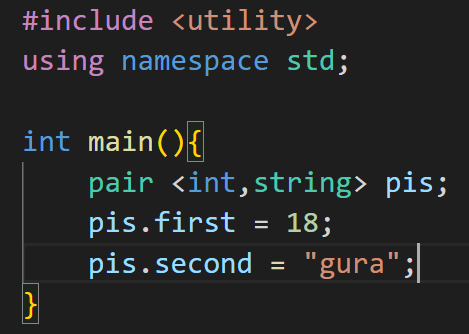 #include <utility>
using namespace std;
int main(){
pair <int,string> pis;
pis.first = 18;
pis.second = "gura";
}